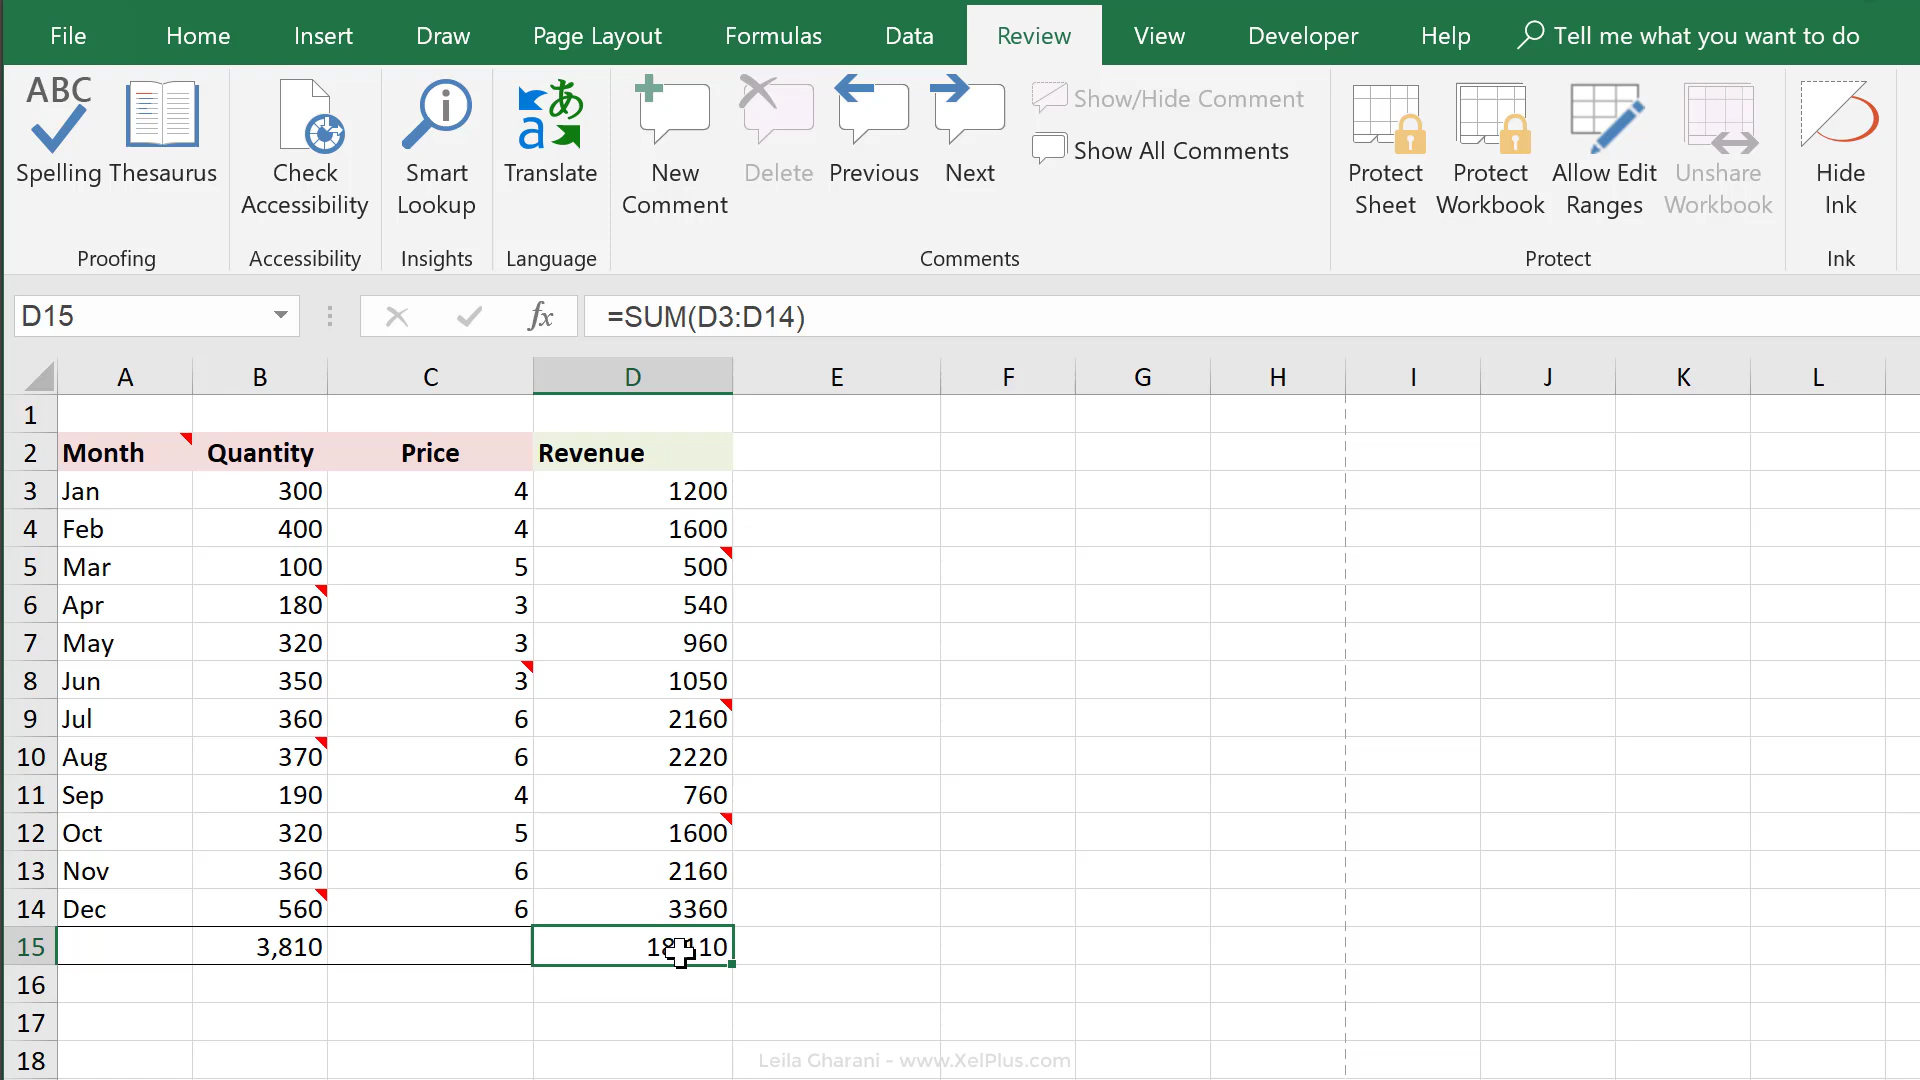 File Home Insert Draw Page Layout Formulas Data Review View Developer Help Tell me what you want to do
ABC
Spelling Thesaurus Check Accessibility Smart Lookup Translate New Comment Delete Previous Next Show/Hide Comment Show All Comments Protect Sheet Protect Workbook Allow Edit Ranges Unshare Workbook Hide Ink
Proofing Accessibility Insights Language Comments Protect Ink
D15 fx =SUM(D3:D14)
A B C D E F G H I J K L
1
2 Month Quantity Price Revenue
3 Jan 300 4 1200
4 Feb 400 4 1600
5 Mar 100 5 500
6 Apr 180 3 540
7 May 320 3 960
8 Jun 350 3 1050
9 Jul 360 6 2160
10 Aug 370 6 2220
11 Sep 190 4 760
12 Oct 320 5 1600
13 Nov 360 6 2160
14 Dec 560 6 3360
15 3,810 18110
16
17
18
Leila Gharani - www.XelPlus.com